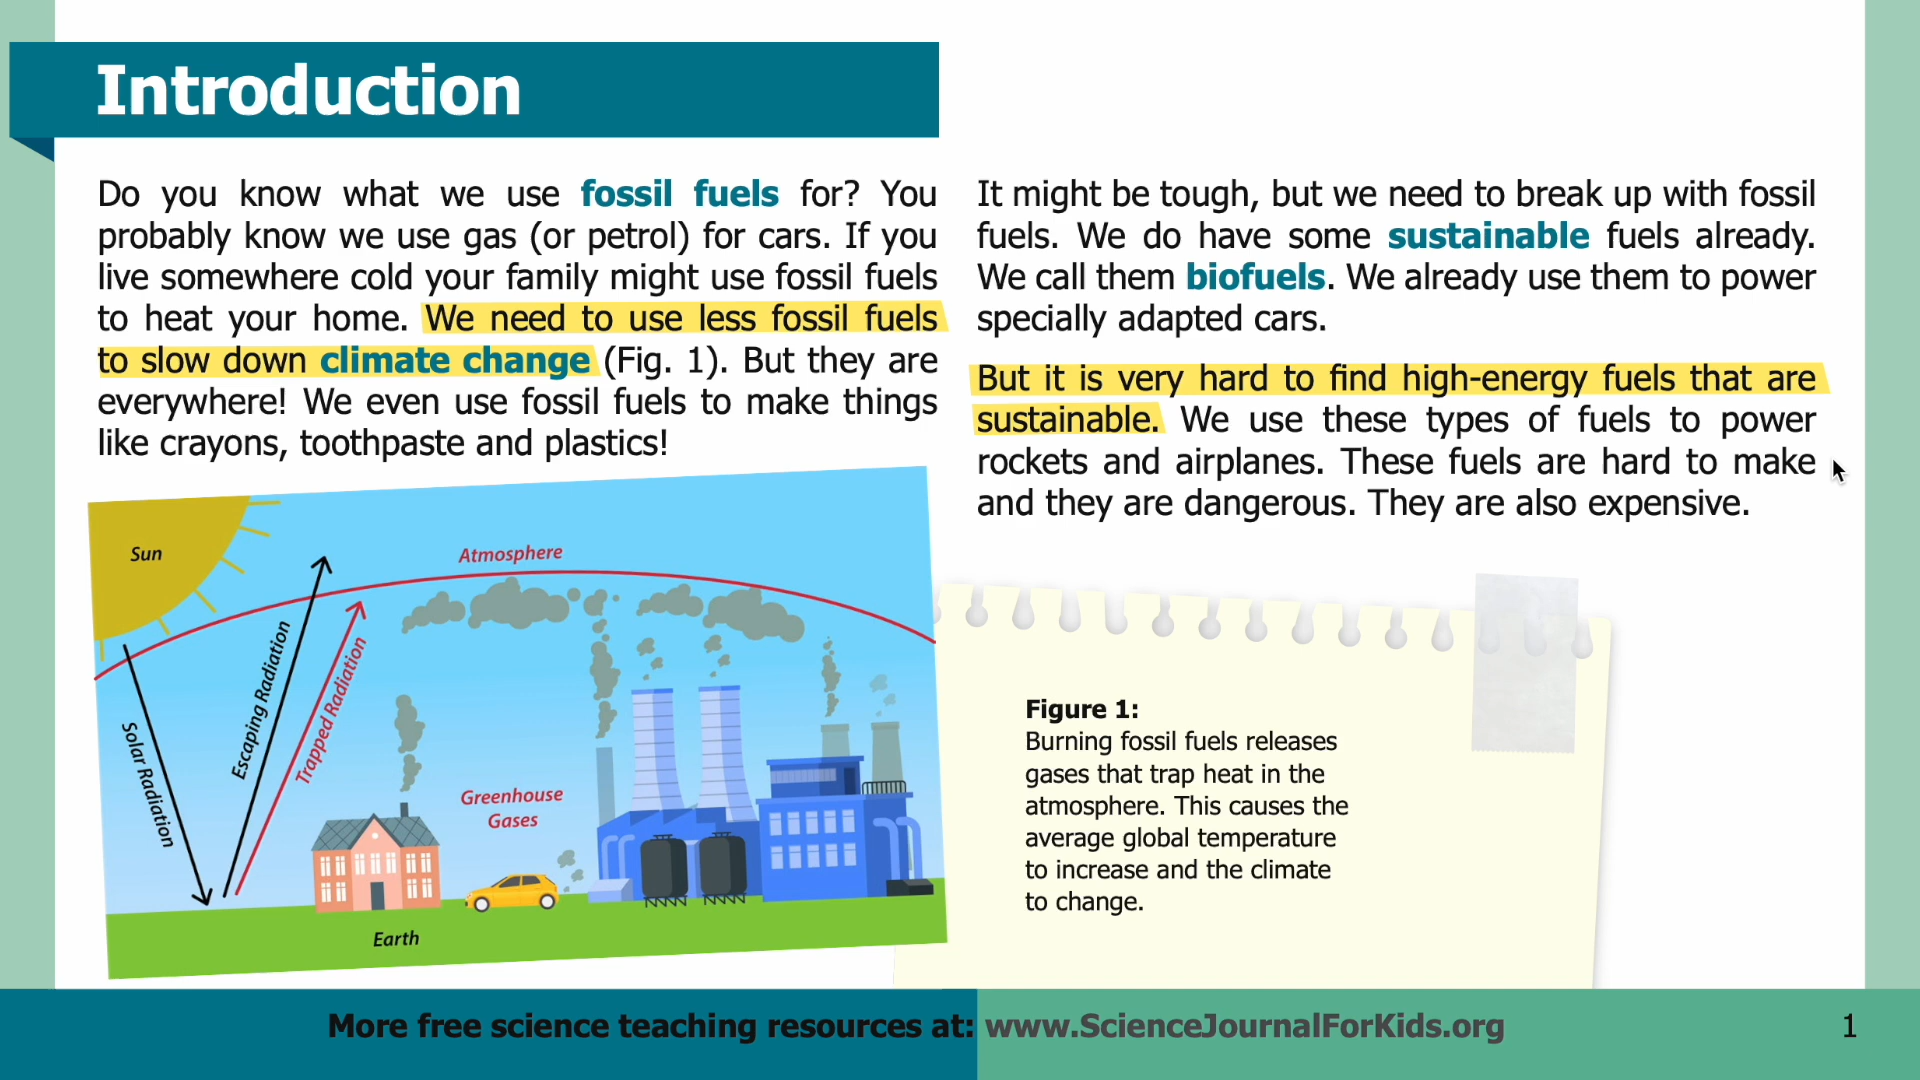 Introduction
Do you know what we use fossil fuels for? You
probably know we use gas (or petrol) for cars. If you
live somewhere cold your family might use fossil fuels
to heat your home. We need to use less fossil fuels
to slow down climate change (Fig. 1). But they are
everywhere! We even use fossil fuels to make things
like crayons, toothpaste and plastics!
It might be tough, but we need to break up with fossil
fuels. We do have some sustainable fuels already.
We call them biofuels. We already use them to power
specially adapted cars.
But it is very hard to find high-energy fuels that are
sustainable. We use these types of fuels to power
rockets and airplanes. These fuels are hard to make
and they are dangerous. They are also expensive.
Sun
Atmosphere
Solar Radiation
Escaping Radiation
Trapped Radiation
Greenhouse
Gases
Earth
Figure 1:
Burning fossil fuels releases
gases that trap heat in the
atmosphere. This causes the
average global temperature
to increase and the climate
to change.
More free science teaching resources at: www.ScienceJournalForKids.org
1